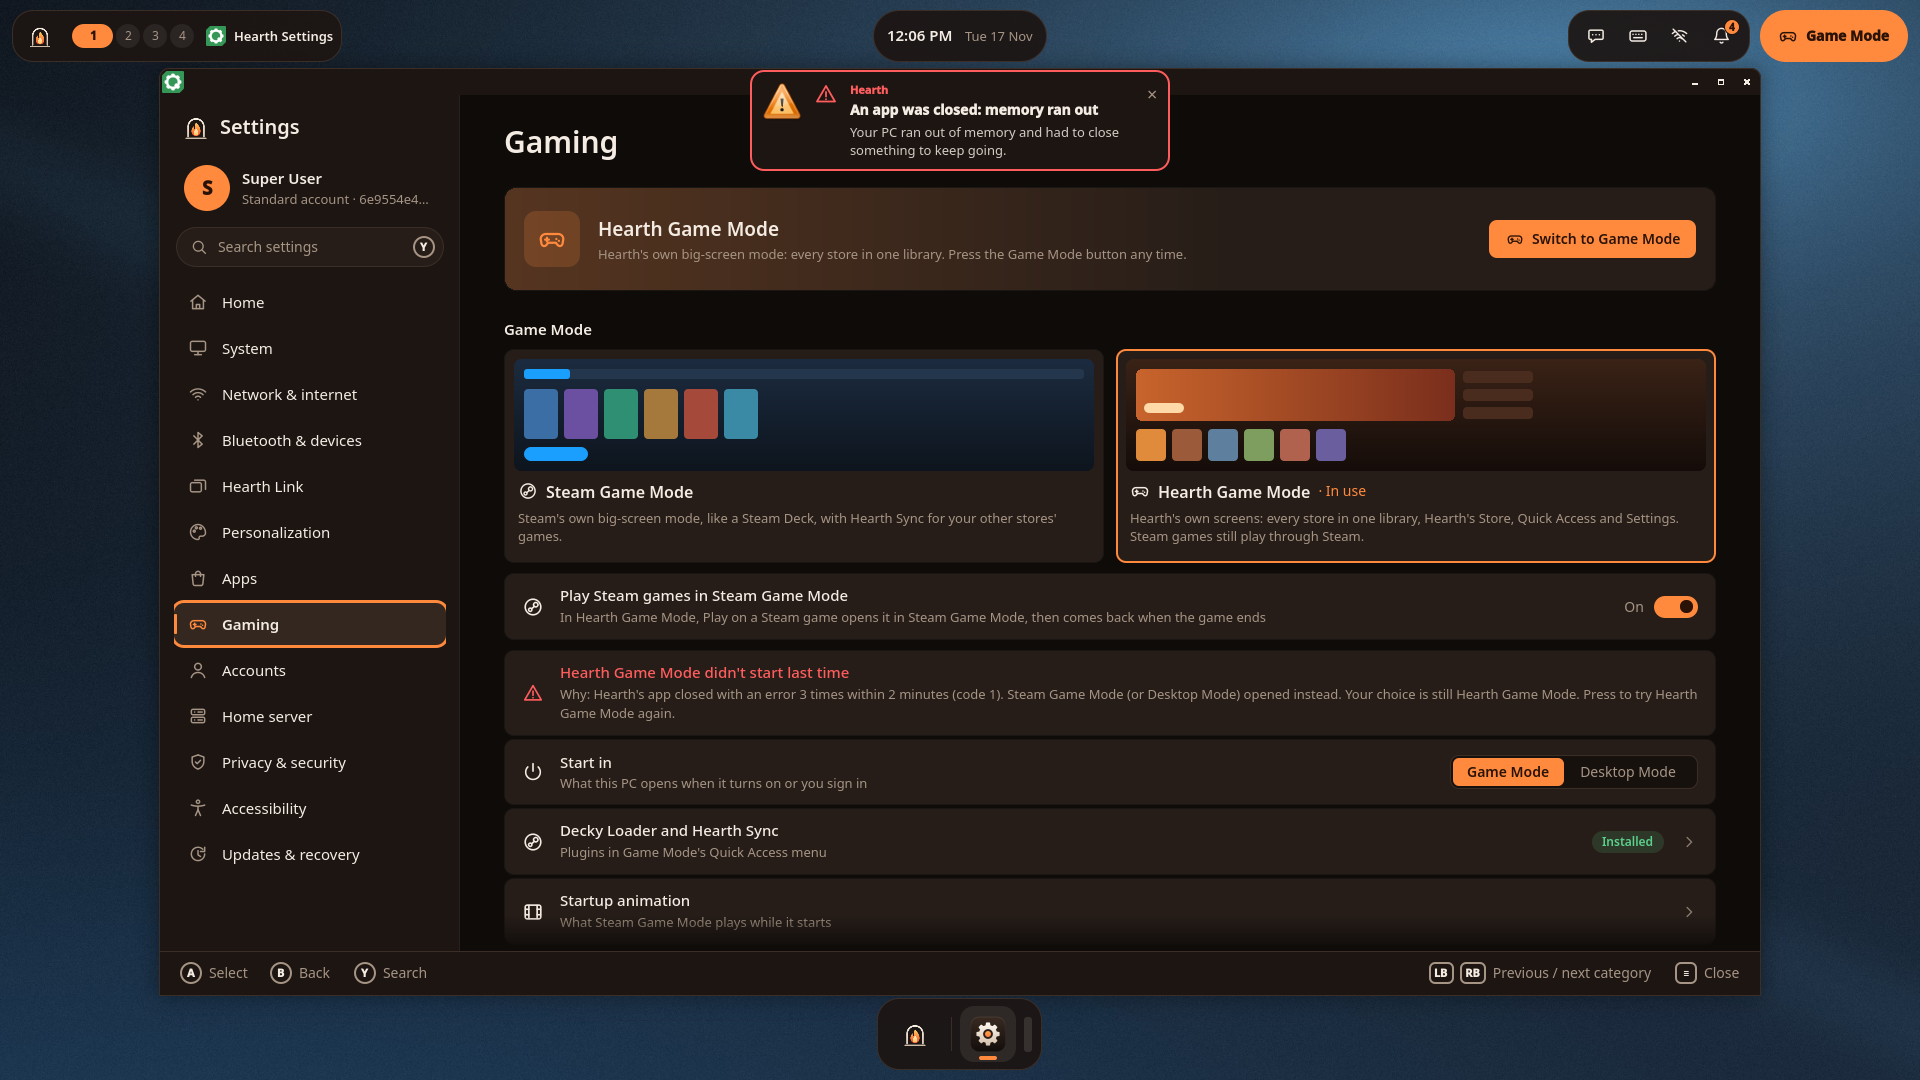 1 2 3 4 Hearth Settings
12:06 PM Tue 17 Nov
4
Game Mode
Hearth
An app was closed: memory ran out
Your PC ran out of memory and had to close
something to keep going.
Settings
S
Super User
Standard account · 6e9554e4...
Search settings Y
Home
System
Network & internet
Bluetooth & devices
Hearth Link
Personalization
Apps
Gaming
Accounts
Home server
Privacy & security
Accessibility
Updates & recovery
Gaming
Hearth Game Mode
Hearth's own big-screen mode: every store in one library. Press the Game Mode button any time.
Switch to Game Mode
Game Mode
Steam Game Mode
Steam's own big-screen mode, like a Steam Deck, with Hearth Sync for your other stores'
games.
Hearth Game Mode · In use
Hearth's own screens: every store in one library, Hearth's Store, Quick Access and Settings.
Steam games still play through Steam.
Play Steam games in Steam Game Mode
In Hearth Game Mode, Play on a Steam game opens it in Steam Game Mode, then comes back when the game ends
On
Hearth Game Mode didn't start last time
Why: Hearth's app closed with an error 3 times within 2 minutes (code 1). Steam Game Mode (or Desktop Mode) opened instead. Your choice is still Hearth Game Mode. Press to try Hearth
Game Mode again.
Start in
What this PC opens when it turns on or you sign in
Game Mode Desktop Mode
Decky Loader and Hearth Sync
Plugins in Game Mode's Quick Access menu
Installed
Startup animation
What Steam Game Mode plays while it starts
A Select B Back Y Search
LB RB Previous / next category Close